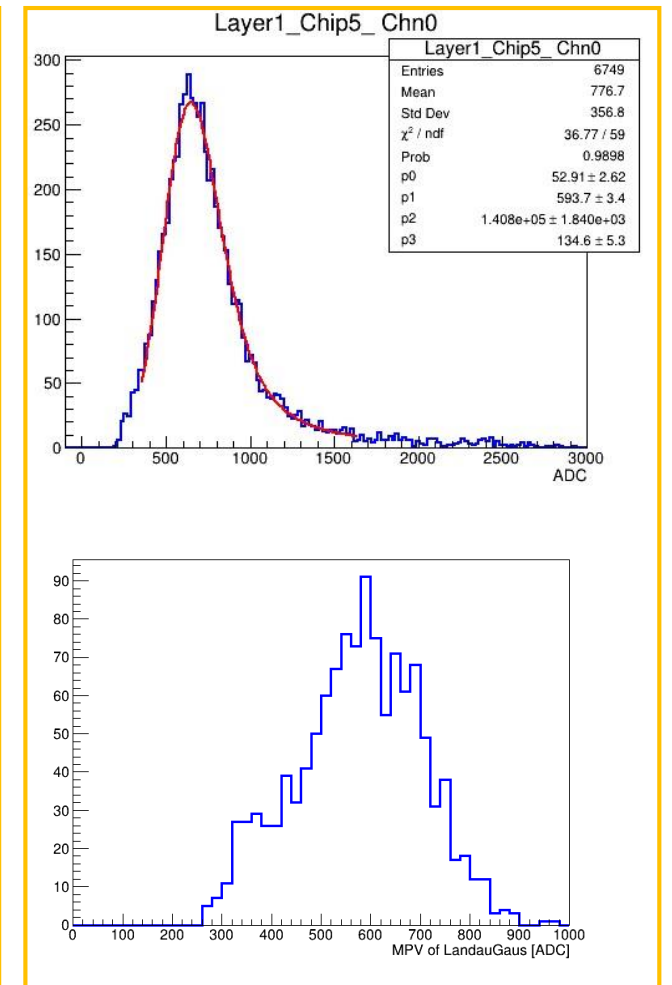 Layer1_Chip5_ Chn0
Layer1_Chip5_ Chn0
Entries 6749
Mean 776.7
Std Dev 356.8
χ² / ndf 36.77 / 59
Prob 0.9898
p0 52.91 ± 2.62
p1 593.7 ± 3.4
p2 1.408e+05 ± 1.840e+03
p3 134.6 ± 5.3
300
250
200
150
100
50
0
0 500 1000 1500 2000 2500 3000
ADC
90
80
70
60
50
40
30
20
10
0
0 100 200 300 400 500 600 700 800 900 1000
MPV of LandauGaus [ADC]